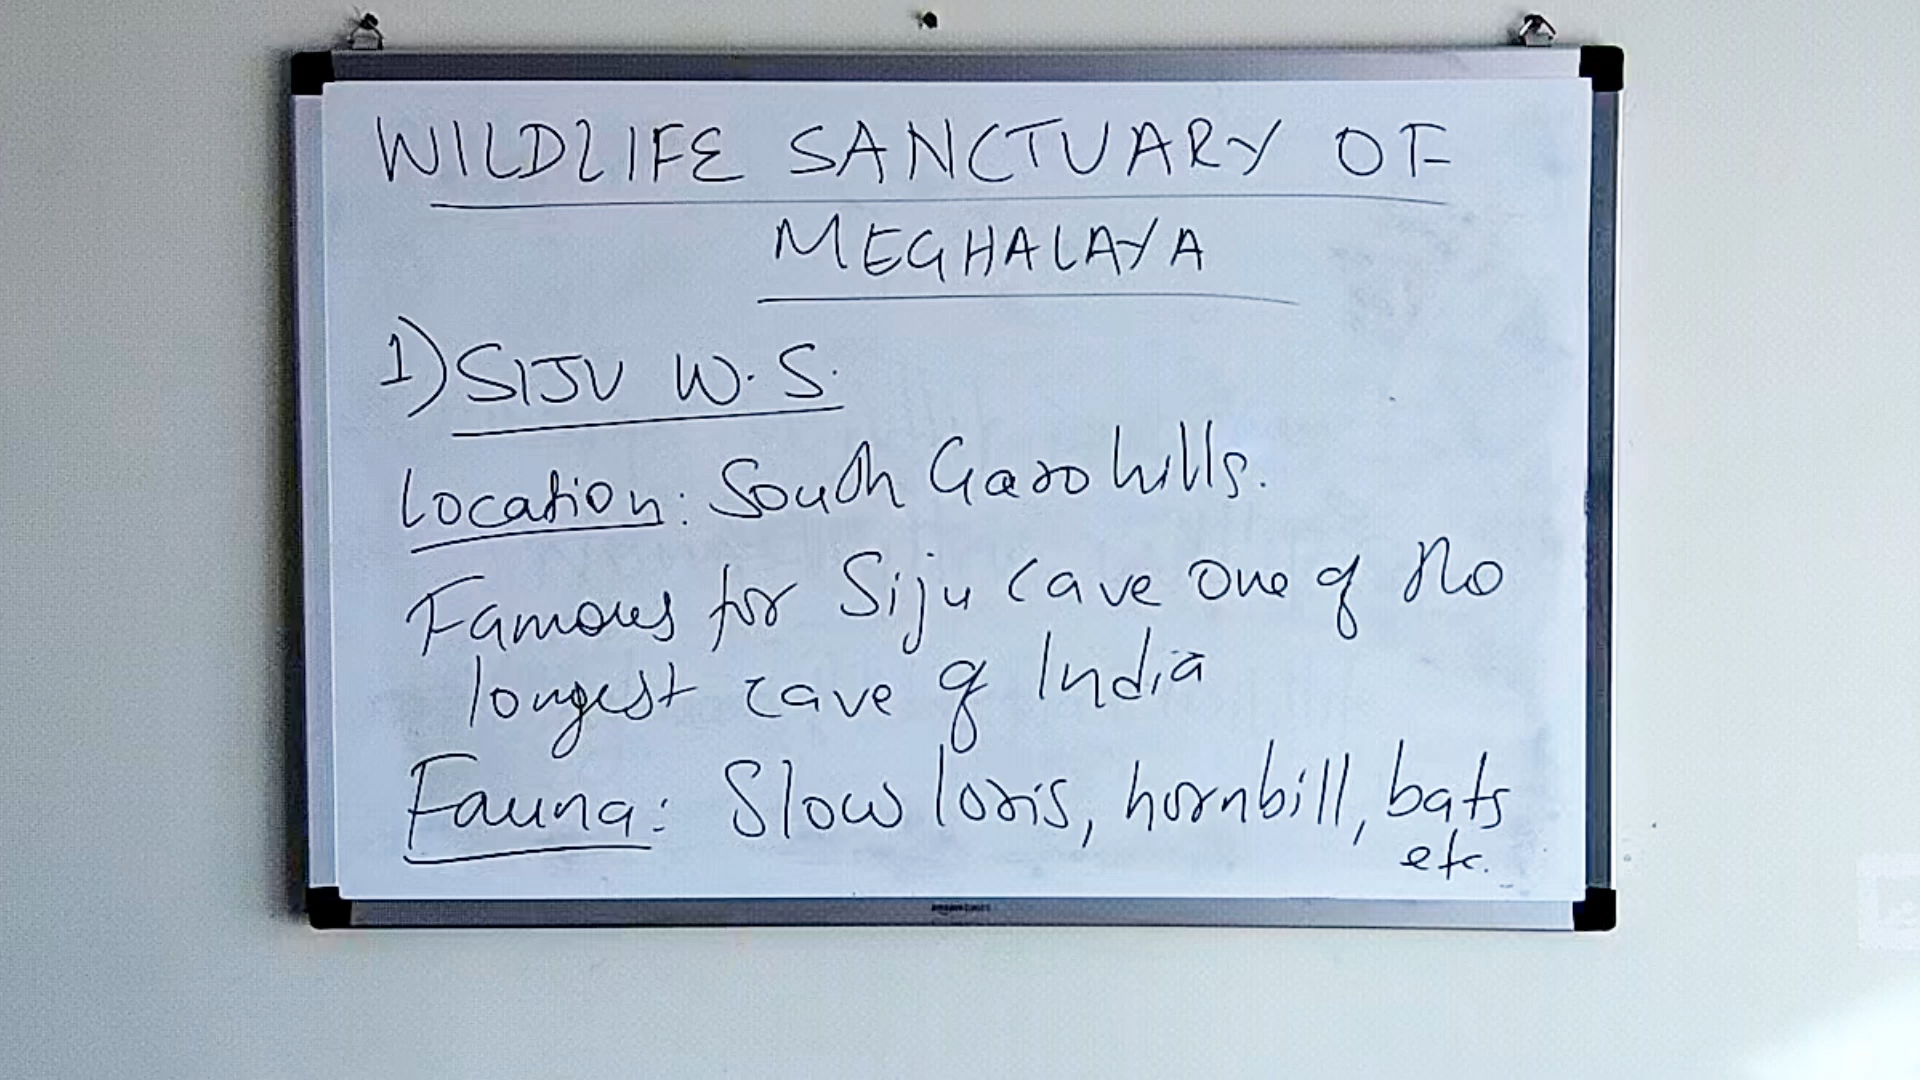 WILDLIFE SANCTUARY OF
MEGHALAYA
1) SIJU W.S.
Location: South Garo hills.
Famous for Siju cave one of
longest cave of India
Fauna: Slow loris, hornbill, bats
etc.